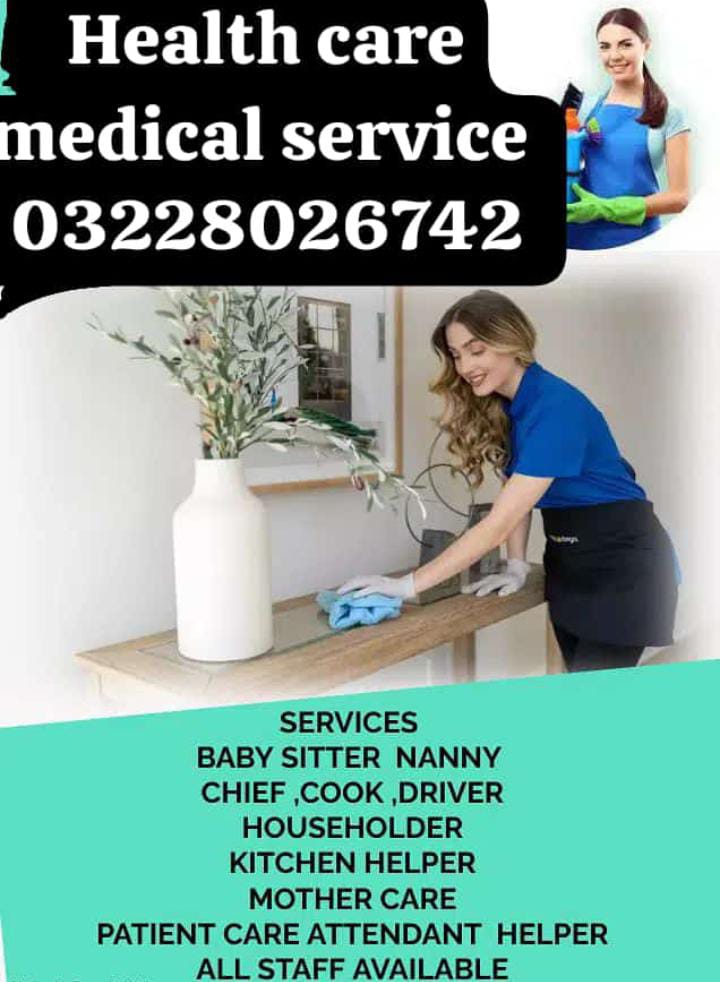 Health care
medical service
03228026742
SERVICES
BABY SITTER NANNY
CHIEF ,COOK ,DRIVER
HOUSEHOLDER
KITCHEN HELPER
MOTHER CARE
PATIENT CARE ATTENDANT HELPER
ALL STAFF AVAILABLE